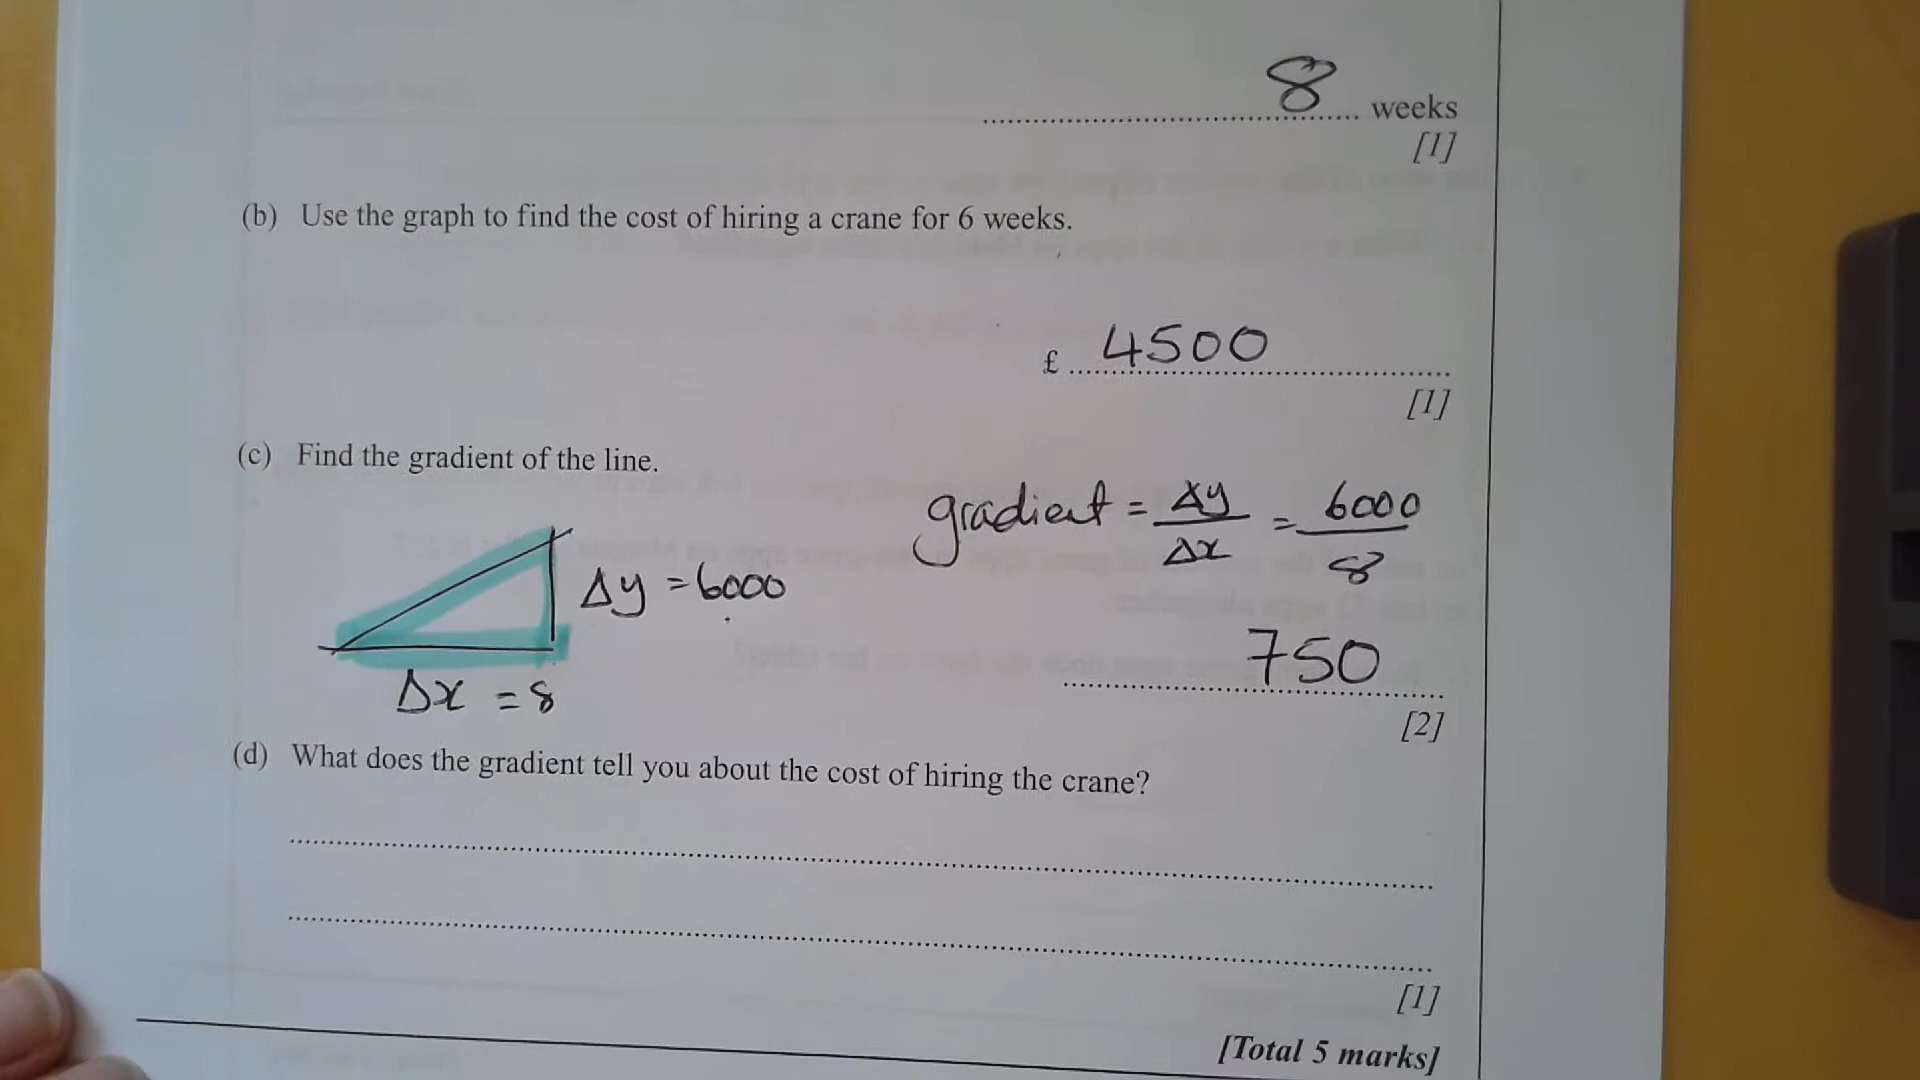 8 weeks
[1]
(b) Use the graph to find the cost of hiring a crane for 6 weeks.
£ 4500
[1]
(c) Find the gradient of the line.
gradient = Δy/Δx = 6000/8
Δy = 6000
750
Δx = 8
[2]
(d) What does the gradient tell you about the cost of hiring the crane?
[1]
[Total 5 marks]